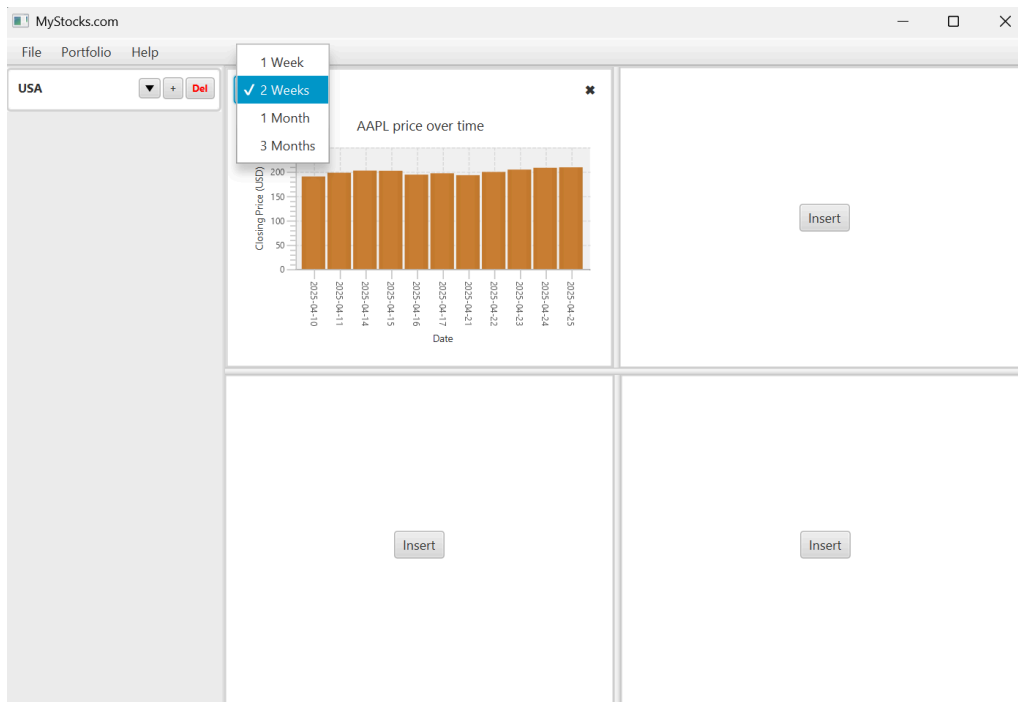 MyStocks.com
File Portfolio Help
USA ▼ + Del
1 Week
✓ 2 Weeks
1 Month
3 Months
✖
AAPL price over time
Closing Price (USD)
200
150
100
50
0
2025-04-10
2025-04-11
2025-04-14
2025-04-15
2025-04-16
2025-04-17
2025-04-21
2025-04-22
2025-04-23
2025-04-24
2025-04-25
Date
Insert
Insert
Insert